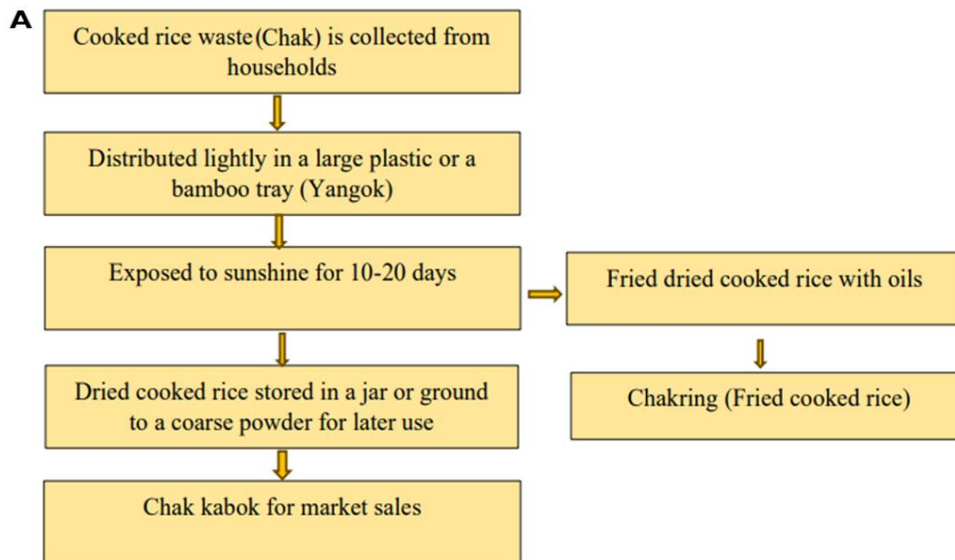 A
Cooked rice waste(Chak) is collected from
households
Distributed lightly in a large plastic or a
bamboo tray (Yangok)
Exposed to sunshine for 10-20 days
Fried dried cooked rice with oils
Dried cooked rice stored in a jar or ground
to a coarse powder for later use
Chakring (Fried cooked rice)
Chak kabok for market sales